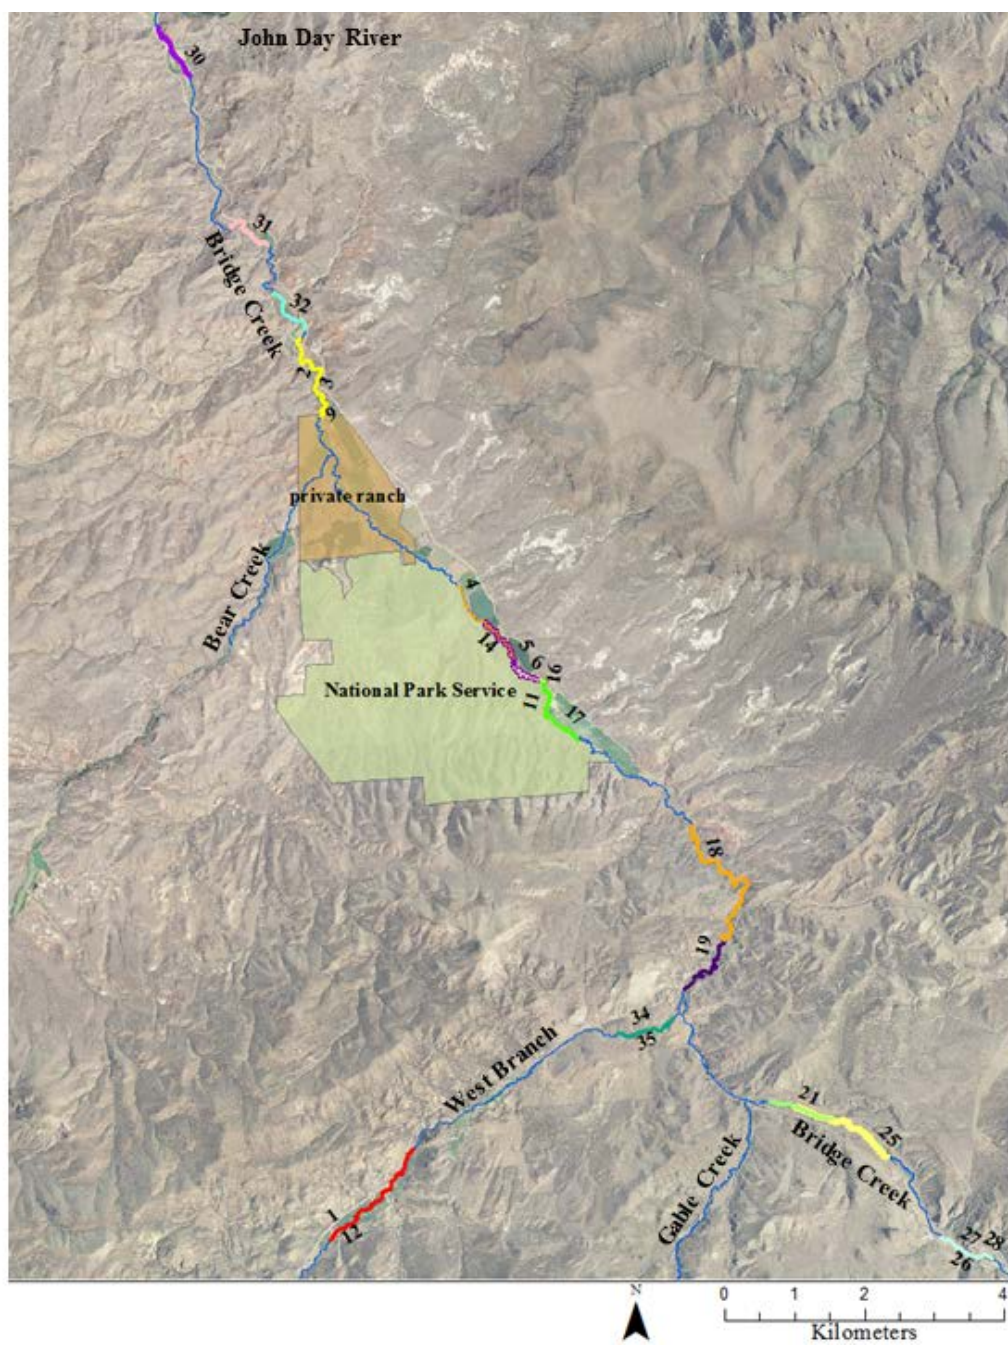 John Day River
30
31
Bridge Creek
32
2
3
9
private ranch
Bear Creek
4
14
5
6
16
National Park Service
11
17
18
19
34
35
West Branch
21
25
Bridge Creek
Gable Creek
1
12
27
28
26
N
0 1 2 4
Kilometers